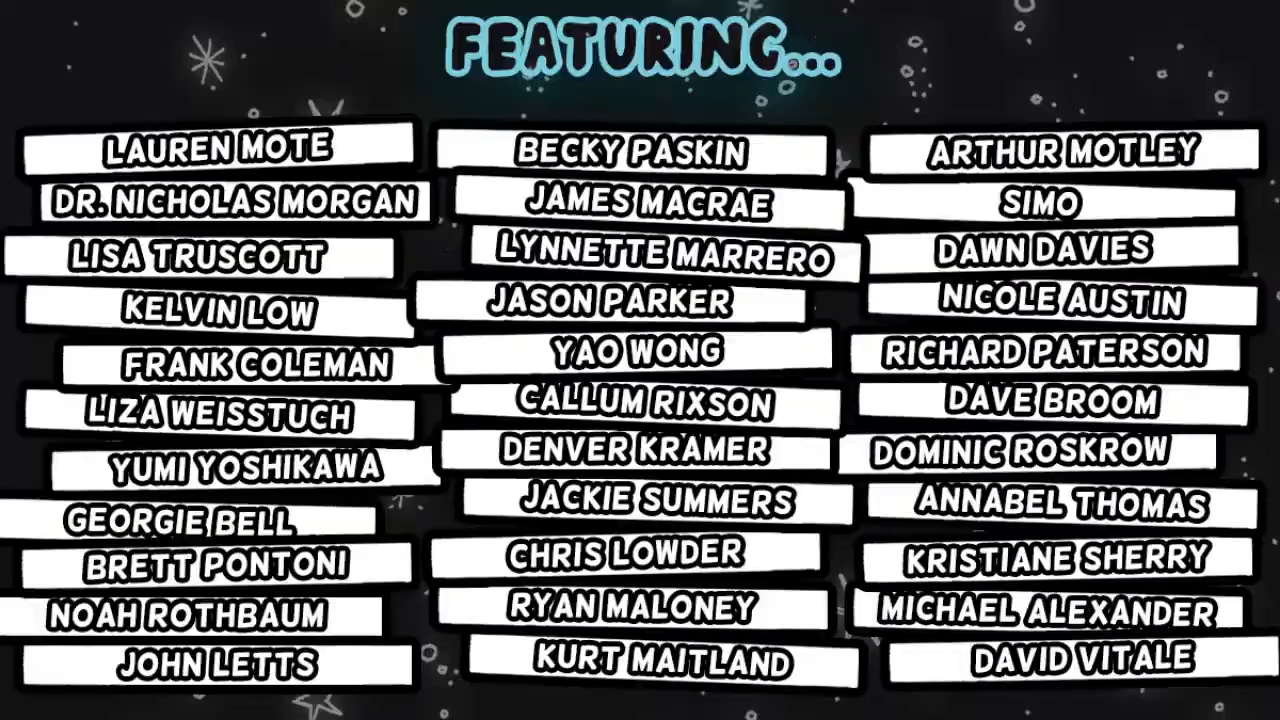 FEATURING...
LAUREN MOTE
DR. NICHOLAS MORGAN
LISA TRUSCOTT
KELVIN LOW
FRANK COLEMAN
LIZA WEISSTUCH
YUMI YOSHIKAWA
GEORGIE BELL
BRETT PONTONI
NOAH ROTHBAUM
JOHN LETTS
BECKY PASKIN
JAMES MACRAE
LYNNETTE MARRERO
JASON PARKER
YAO WONG
CALLUM RIXSON
DENVER KRAMER
JACKIE SUMMERS
CHRIS LOWDER
RYAN MALONEY
KURT MAITLAND
ARTHUR MOTLEY
SIMO
DAWN DAVIES
NICOLE AUSTIN
RICHARD PATERSON
DAVE BROOM
DOMINIC ROSKROW
ANNABEL THOMAS
KRISTIANE SHERRY
MICHAEL ALEXANDER
DAVID VITALE